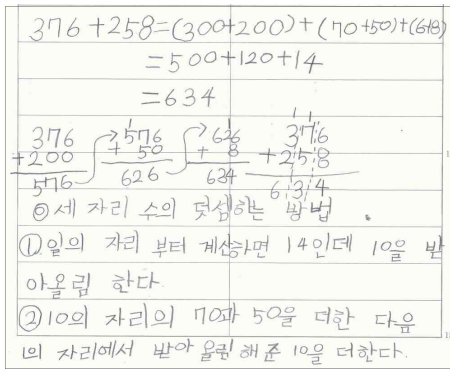 376+258=(300+200)+(70+50)+(6+8)
=500+120+14
=634
376 +200 576
576 + 50 626
626 + 8 634
376 +258 634
◎세 자리 수의 덧셈하는 방법.
①일의 자리 부터 계산하면 14인데 10을 받
아올림 한다.
②10의 자리의 70과 50을 더한 다음
1의 자리에서 받아 올림 해준 10을 더한다.